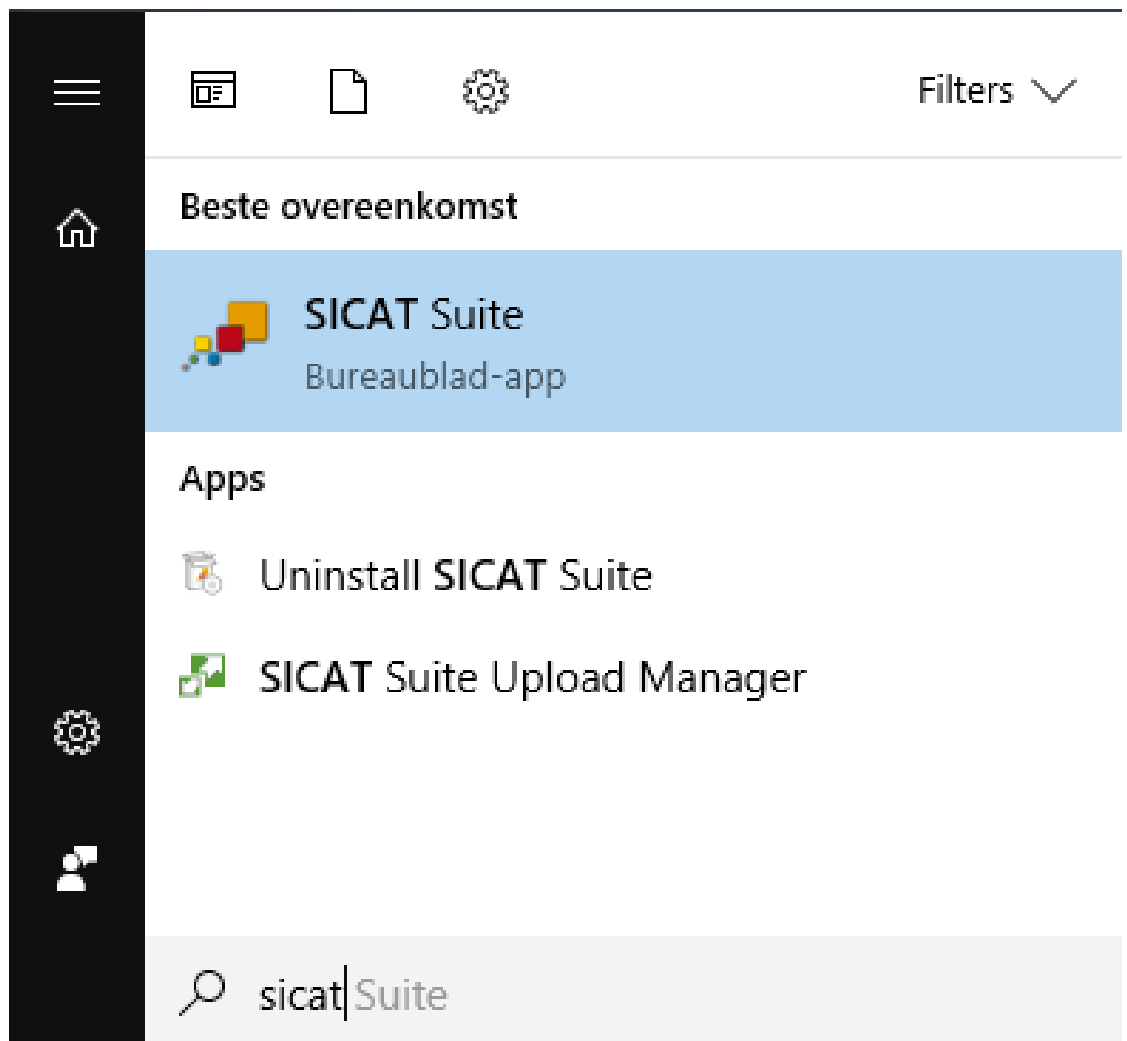 Filters
Beste overeenkomst
SICAT Suite
Bureaublad-app
Apps
Uninstall SICAT Suite
SICAT Suite Upload Manager
sicat Suite